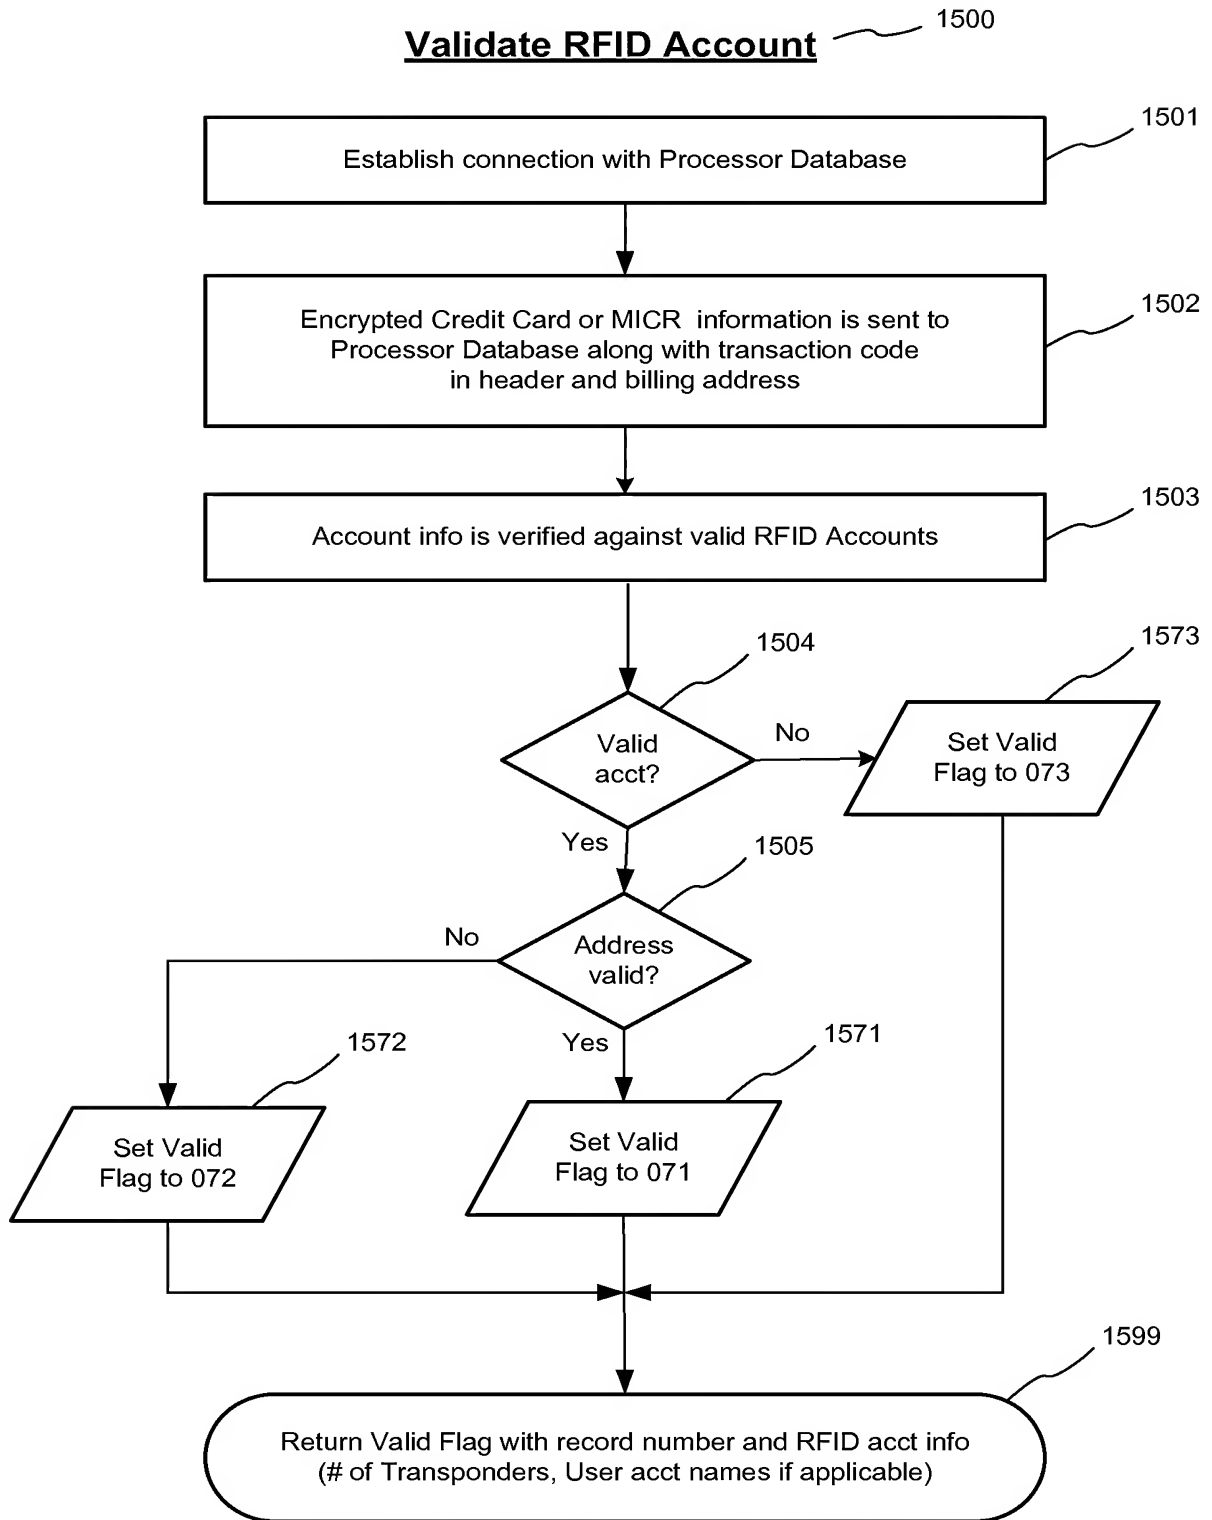 Validate RFID Account
1500
1501
Establish connection with Processor Database
1502
Encrypted Credit Card or MICR information is sent to
Processor Database along with transaction code
in header and billing address
1503
Account info is verified against valid RFID Accounts
1504
1573
Valid
acct?
No
Set Valid
Flag to 073
Yes
1505
No
Address
valid?
Yes
1572
1571
Set Valid
Flag to 072
Set Valid
Flag to 071
1599
Return Valid Flag with record number and RFID acct info
(# of Transponders, User acct names if applicable)